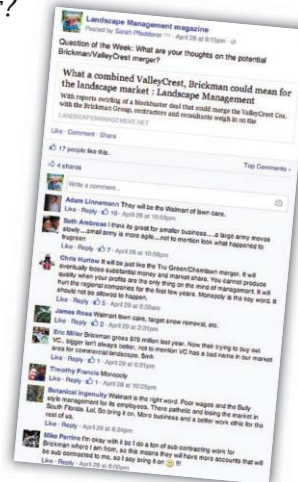 ?
Landscape Management magazine
Posted by Sarah Pfledderer · April 28 at 8:15pm
Question of the Week: What are your thoughts on the potential
Brickman/ValleyCrest merger?
What a combined ValleyCrest, Brickman could mean for
the landscape market : Landscape Management
With reports swirling of a blockbuster deal that could merge the ValleyCrest Cos.
with the Brickman Group, contractors and consultants weigh in on the
LANDSCAPEMANAGEMENT.NET
Like · Comment · Share
17 people like this.
Top Comments
4 shares
Write a comment...
Adam Linnemann They will be the Walmart of lawn care.
Like · Reply · 10 · April 28 at 10:03pm
Seth Ambrose I think its great for smaller business.....a large army moves
slowly....small army is more agile....not to mention look what happened to
trugreen
Like · Reply · 7 · April 28 at 10:58pm
Chris Hurlow It will be just like the Tru Green/Chemlawn merger. It will
eventually loose substantial money and market share. You cannot produce
quality when your profits are the only thing on the mind of management. It will
hurt the regional companies for the first few years. Monopoly is the key word. It
should not be allowed to happen.
Like · Reply · 5 · April 29 at 6:50am
James Ross Walmart lawn care, target snow removal, etc.
Like · Reply · 2 · April 29 at 2:31pm
Eric Miller Brickman gross $79 million last year. Now their trying to buy out
VC., bigger isn't always better, not to mention VC has a bad name in our market
area for commercial landscape. Smh
Like · Reply · 1 · April 29 at 6:31pm
Timothy Francis Monopoly
Like · Reply · 1 · April 28 at 10:25pm
Botanical Ingenuity Walmart is the right word. Poor wages and the Bully
style management for its employees. There pathetic and losing the market in
South Florida. Lol, So bring it on. More business and a better work ethic for the
rest of us.
Like · Reply · April 29 at 8:24pm
Mike Perrine I'm okay with it bc I do a ton of sub contracting work for
Brickman where I am from, so this means they will have more accounts that will
be sub contracted to me, so I say bring it on !!!
Like · Reply · April 29 at 8:00pm